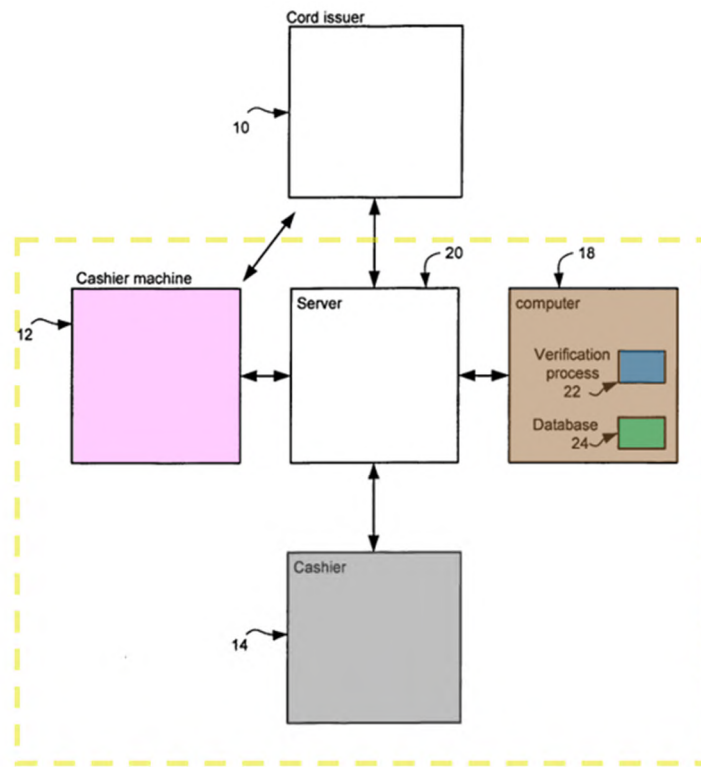 Cord issuer
10
20
18
Cashier machine
Server
computer
12
Verification
process
22
Database
24
Cashier
14